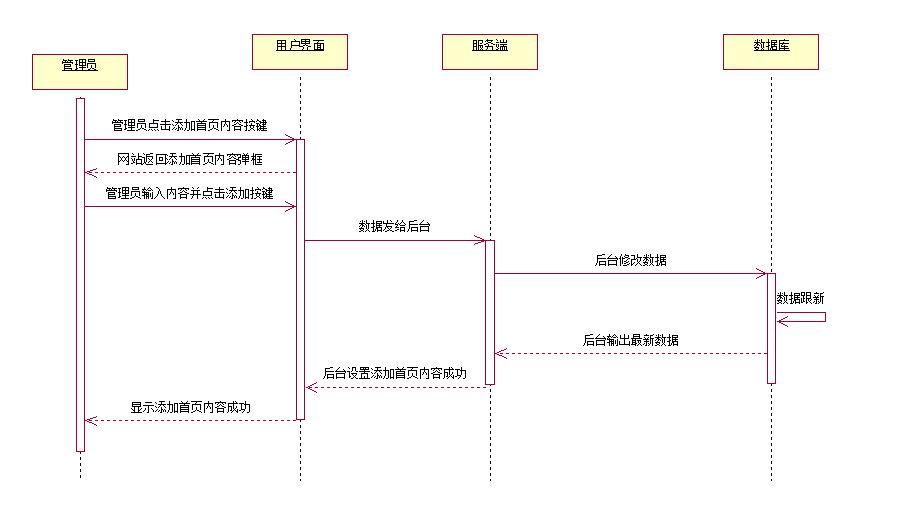 用户界面
服务端
数据库
管理员
管理员点击添加首页内容按键
网站返回添加首页内容弹框
管理员输入内容并点击添加按键
数据发给后台
后台修改数据
数据跟新
后台输出最新数据
后台设置添加首页内容成功
显示添加首页内容成功